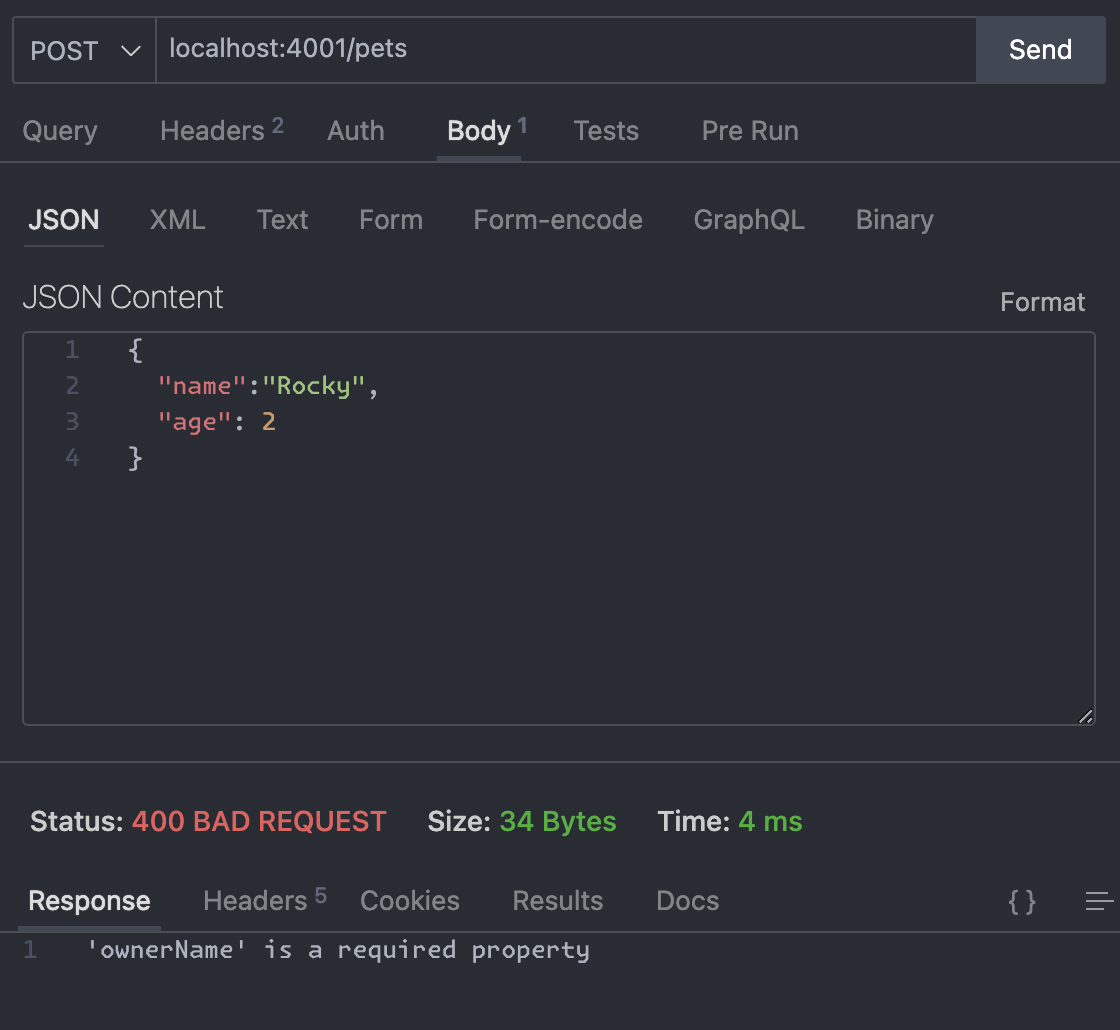 POST localhost:4001/pets Send
Query Headers 2 Auth Body 1 Tests Pre Run
JSON XML Text Form Form-encode GraphQL Binary
JSON Content Format
1 {
2 "name":"Rocky",
3 "age": 2
4 }
Status: 400 BAD REQUEST Size: 34 Bytes Time: 4 ms
Response Headers 5 Cookies Results Docs {}
1 'ownerName' is a required property